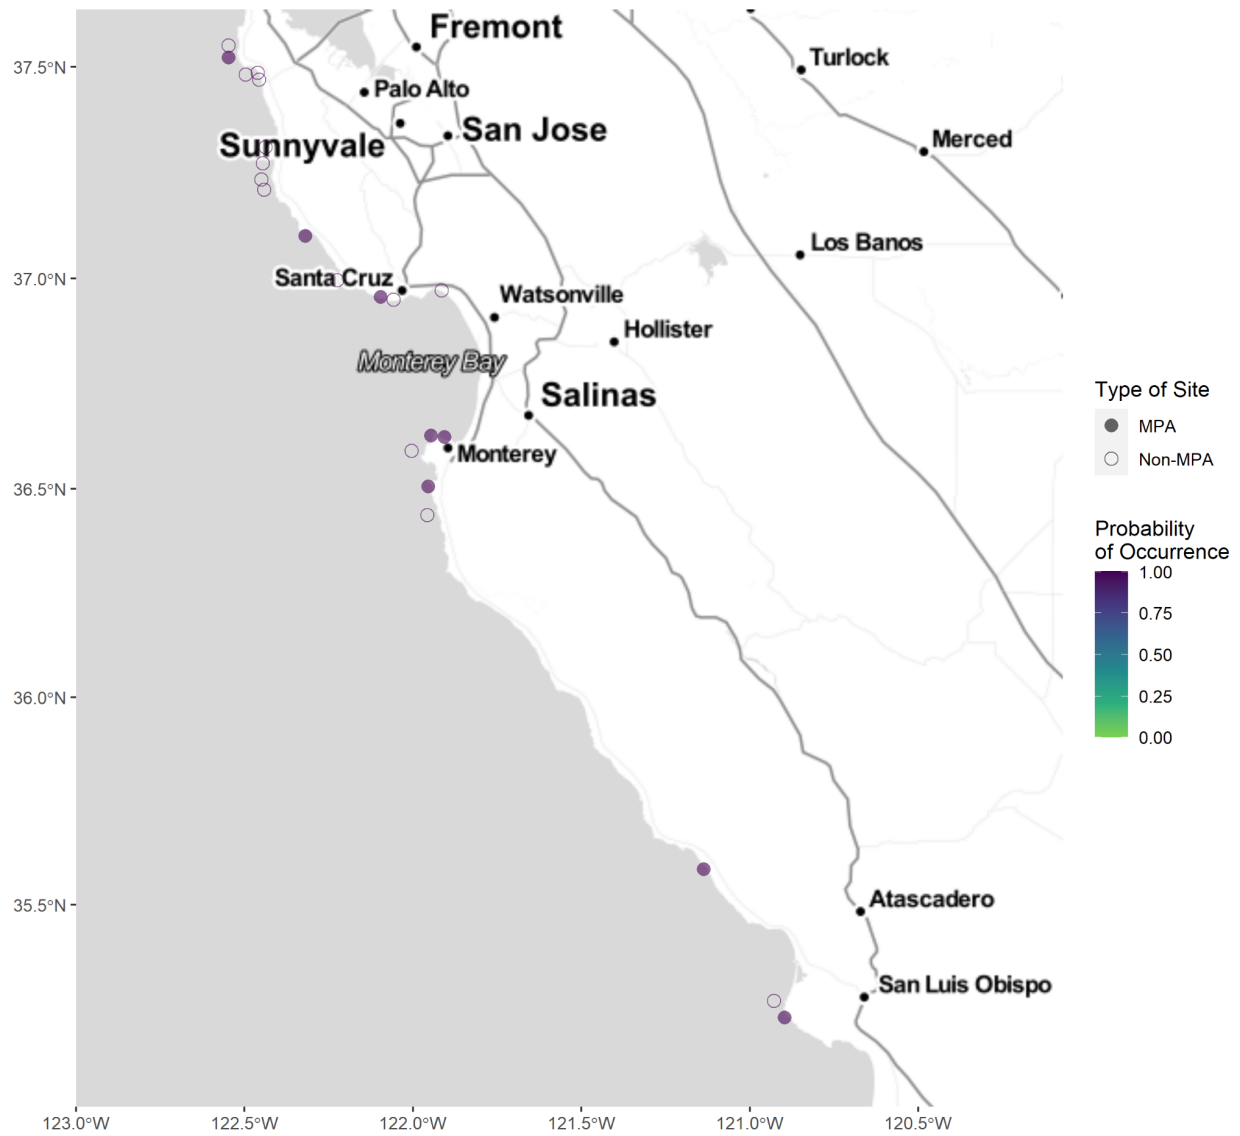 Fremont
Turlock
37.5°N
Palo Alto
San Jose
Merced
Sunnyvale
Los Banos
37.0°N
Santa Cruz
Watsonville
Hollister
Monterey Bay
Salinas
Monterey
36.5°N
36.0°N
35.5°N
Atascadero
San Luis Obispo
123.0°W
122.5°W
122.0°W
121.5°W
121.0°W
120.5°W
Type of Site
MPA
Non-MPA
Probability
of Occurrence
1.00
0.75
0.50
0.25
0.00